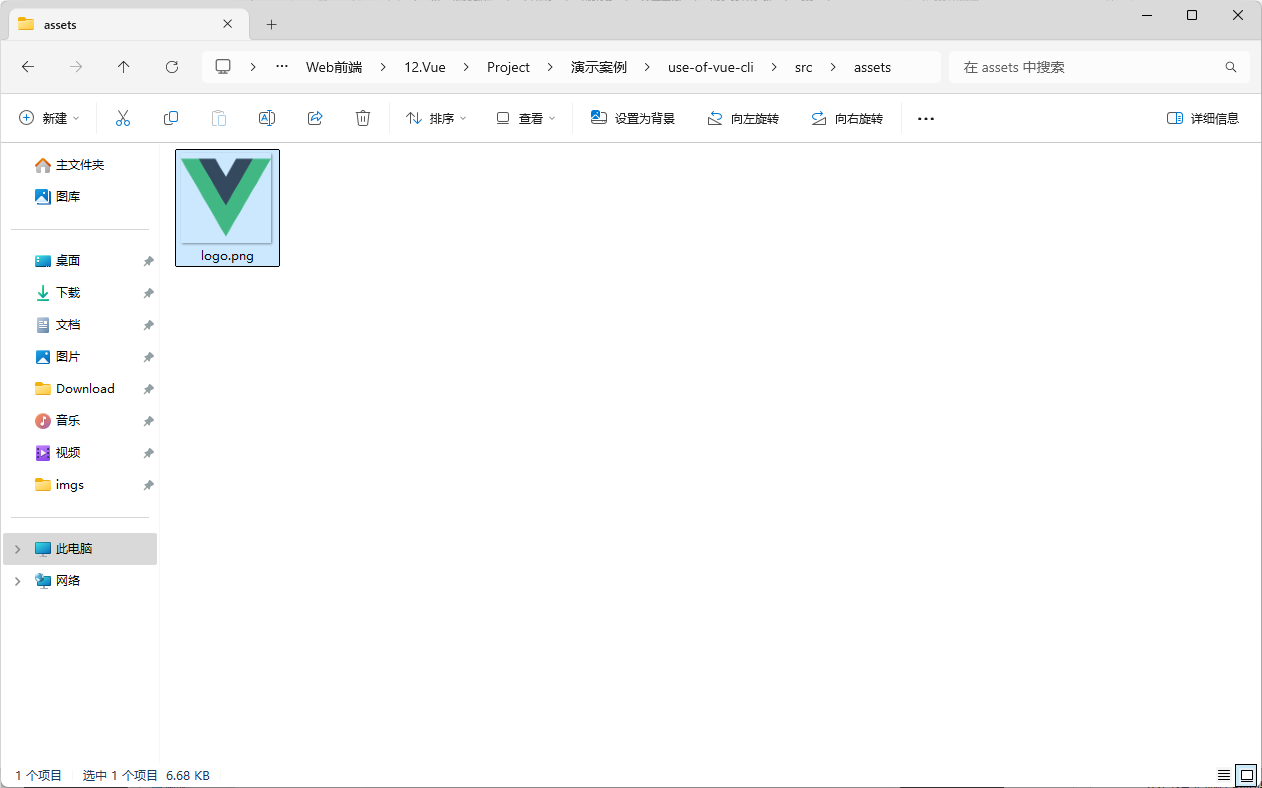 assets
Web前端 12.Vue Project 演示案例 use-of-vue-cli src assets
在 assets 中搜索
新建 排序 查看 设置为背景 向左旋转 向右旋转 详细信息
主文件夹
图库
桌面
下载
文档
图片
Download
音乐
视频
imgs
此电脑
网络
logo.png
1 个项目 选中 1 个项目 6.68 KB